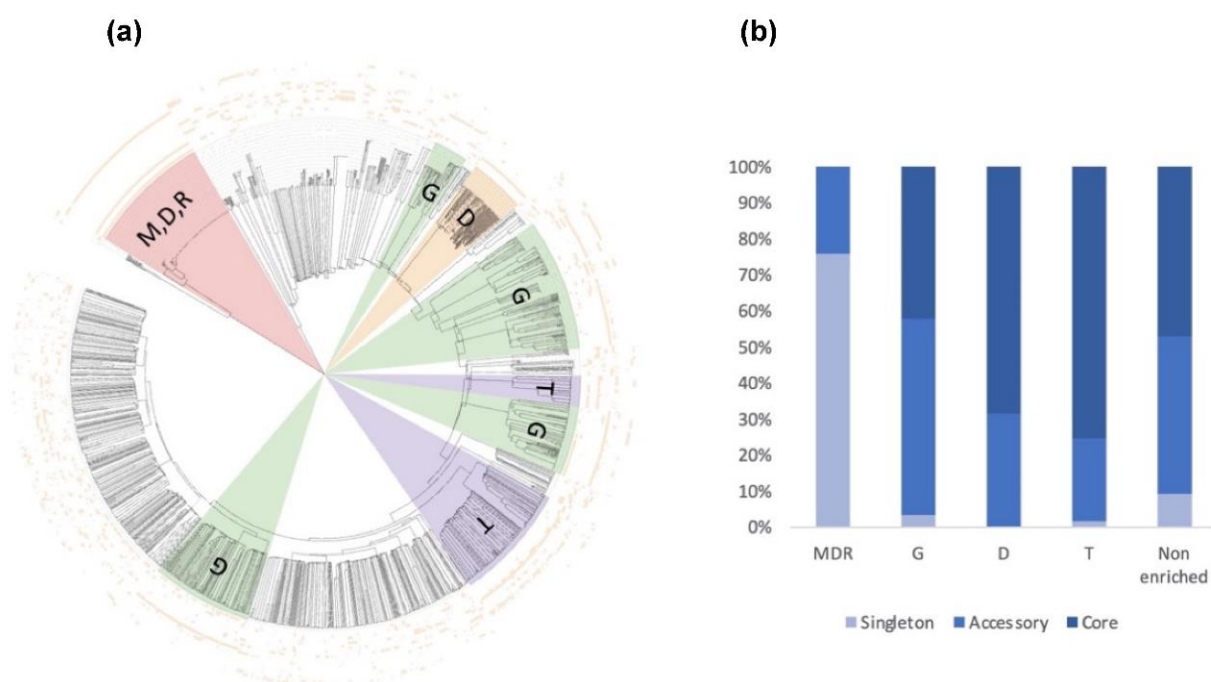 (a)
(b)
M,D,R
G
D
G
T
G
T
G
100%
90%
80%
70%
60%
50%
40%
30%
20%
10%
0%
MDR G D T Non
enriched
Singleton Accessory Core